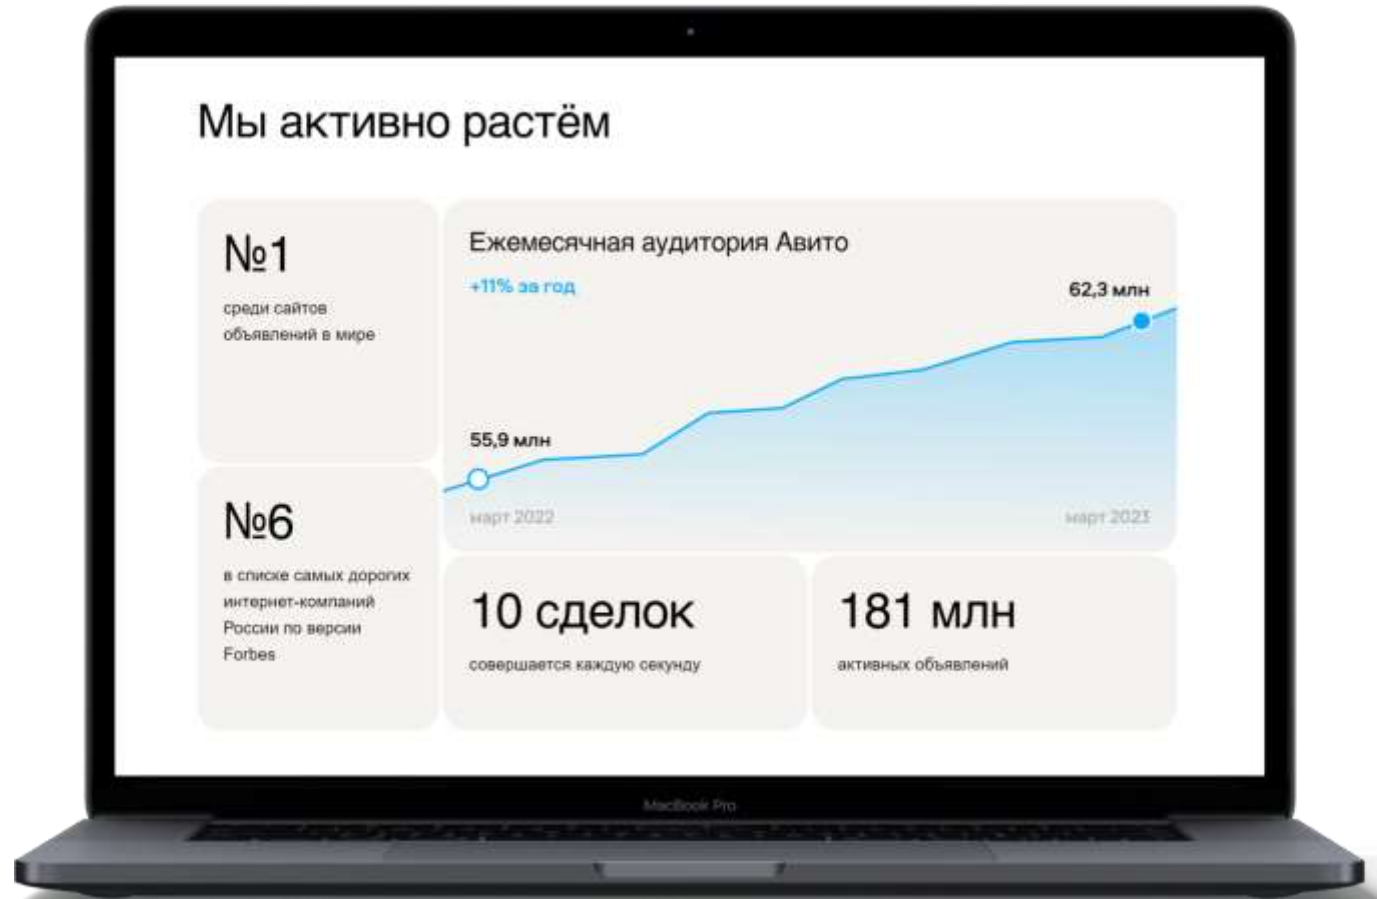 Мы активно растём
№1
среди сайтов
объявлений в мире
Ежемесячная аудитория Авито
+11% за год
62,3 млн
55,9 млн
март 2022
март 2023
№6
в списке самых дорогих
интернет-компаний
России по версии
Forbes
10 сделок
совершается каждую секунду
181 млн
активных объявлений
MacBook Pro